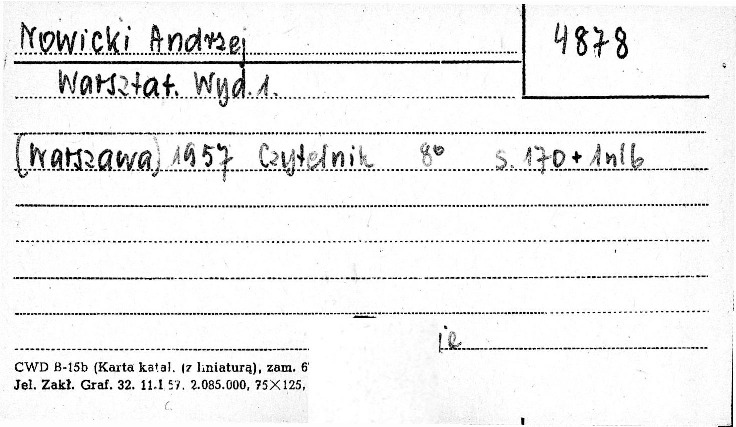 Nowicki Andrzej
4878
Warsztat. Wyd. 1.
(Warszawa) 1957 Czytelnik 8° s. 170 + 1nlb
je
CWD B-15b (Karta katal. (z liniaturą), zam. 6
Jel. Zakł. Graf. 32. 11.1 57. 2.085.000, 75×125,